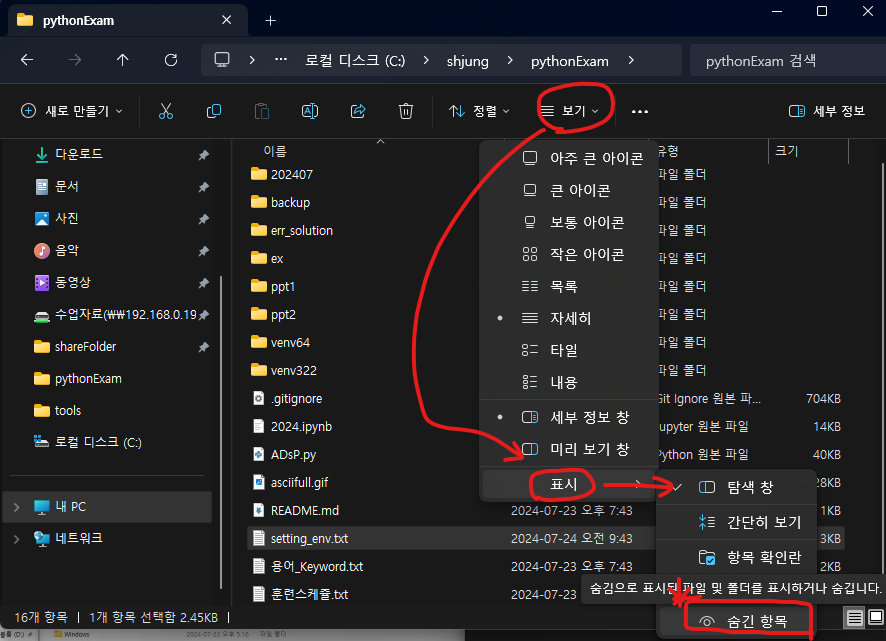 pythonExam
로컬 디스크 (C:) shjung pythonExam
pythonExam 검색
새로 만들기 정렬 보기 세부 정보
다운로드
문서
사진
음악
동영상
수업자료(₩₩192.168.0.19
shareFolder
pythonExam
tools
로컬 디스크 (C:)
내 PC
네트워크
이름 유형 크기
202407 파일 폴더
backup 파일 폴더
err_solution 파일 폴더
ex 파일 폴더
ppt1 파일 폴더
ppt2 파일 폴더
venv64 파일 폴더
venv322 파일 폴더
.gitignore Git Ignore 원본 파... 704KB
2024.ipynb Jupyter 원본 파일 14KB
ADsP.py Python 원본 파일 40KB
asciifull.gif 28KB
README.md 2024-07-23 오후 7:43 1KB
setting_env.txt 2024-07-24 오전 9:43 3KB
용어_Keyword.txt 2024-07-23 오후 7:43 2KB
훈련스케쥴.txt
아주 큰 아이콘
큰 아이콘
보통 아이콘
작은 아이콘
목록
자세히
타일
내용
세부 정보 창
미리 보기 창
표시
탐색 창
간단히 보기
항목 확인란
숨김으로 표시된 파일 및 폴더를 표시하거나 숨깁니다.
숨긴 항목
16개 항목 1개 항목 선택함 2.45KB
볼륨 (D:) Windows 2024-07-23 오후 5:16 파일 폴더